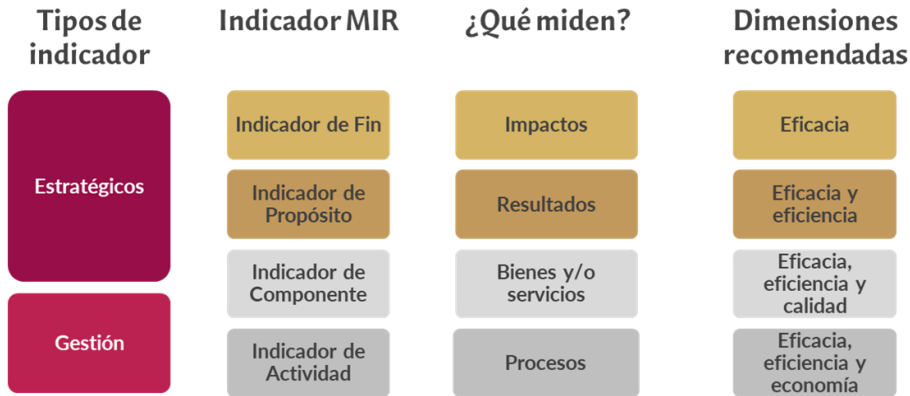 Tipos de
indicador
Indicador MIR
¿Qué miden?
Dimensiones
recomendadas
Estratégicos
Gestión
Indicador de Fin
Impactos
Eficacia
Indicador de
Propósito
Resultados
Eficacia y
eficiencia
Indicador de
Componente
Bienes y/o
servicios
Eficacia,
eficiencia y
calidad
Indicador de
Actividad
Procesos
Eficacia,
eficiencia y
economía